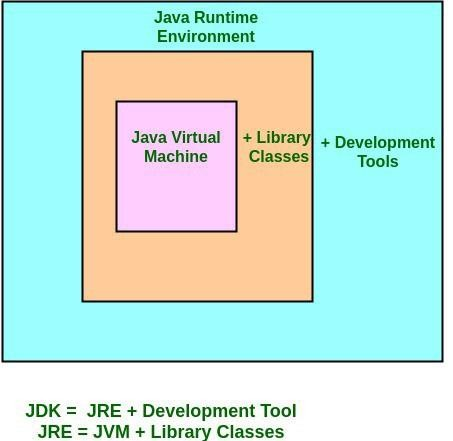 Java Runtime
Environment
Java Virtual
Machine
+ Library
Classes
+ Development
Tools
JDK = JRE + Development Tool
JRE = JVM + Library Classes